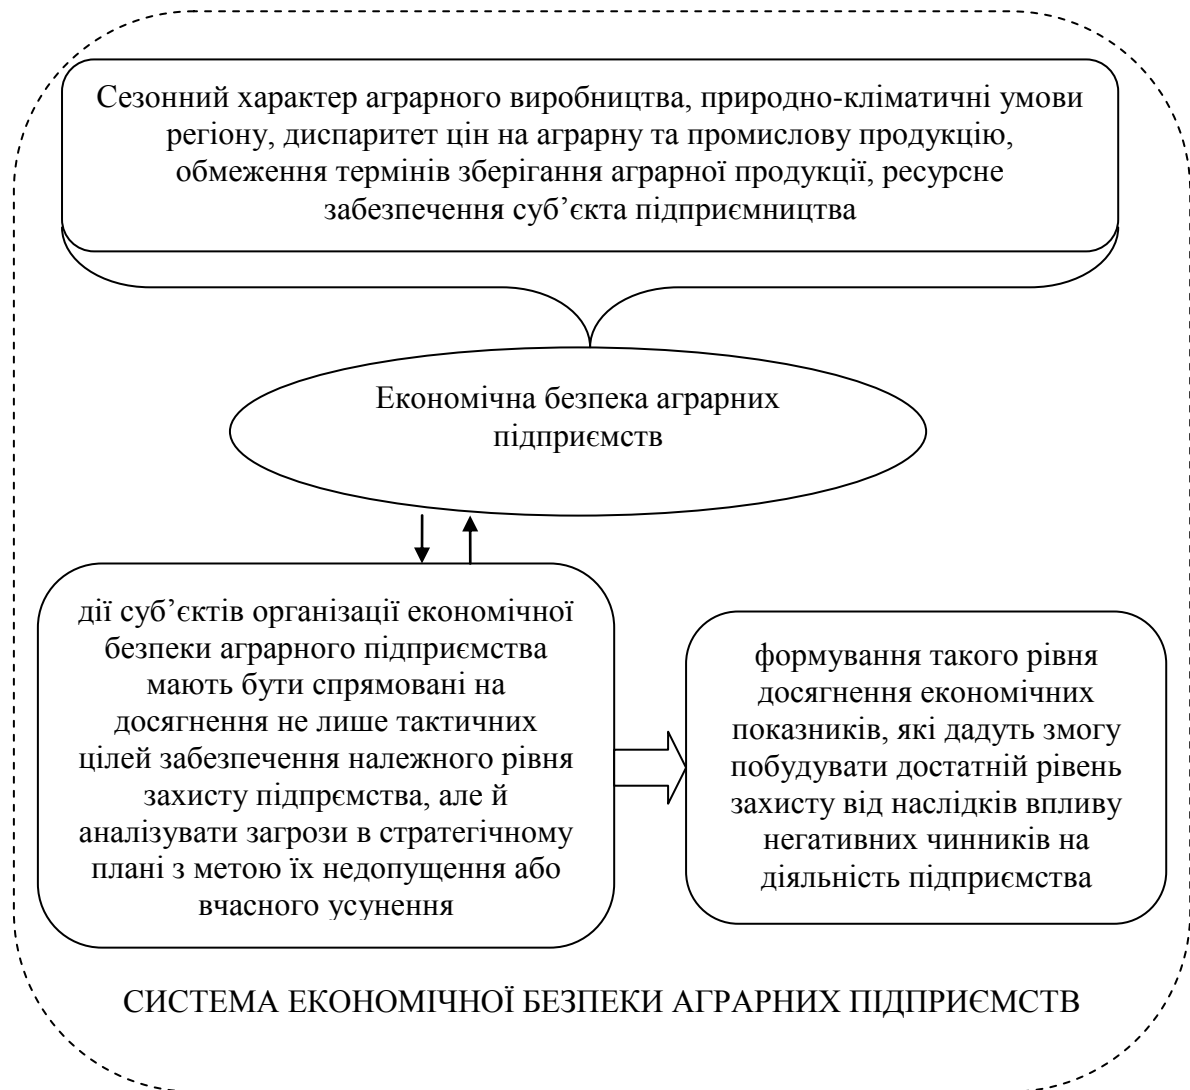 Сезонний характер аграрного виробництва, природно-кліматичні умови
регіону, диспаритет цін на аграрну та промислову продукцію,
обмеження термінів зберігання аграрної продукції, ресурсне
забезпечення суб’єкта підприємництва
Економічна безпека аграрних
підприємств
дії суб’єктів організації економічної
безпеки аграрного підприємства
мають бути спрямовані на
досягнення не лише тактичних
цілей забезпечення належного рівня
захисту підпрємства, але й
аналізувати загрози в стратегічному
плані з метою їх недопущення або
вчасного усунення
формування такого рівня
досягнення економічних
показників, які дадуть змогу
побудувати достатній рівень
захисту від наслідків впливу
негативних чинників на
діяльність підприємства
СИСТЕМА ЕКОНОМІЧНОЇ БЕЗПЕКИ АГРАРНИХ ПІДПРИЄМСТВ